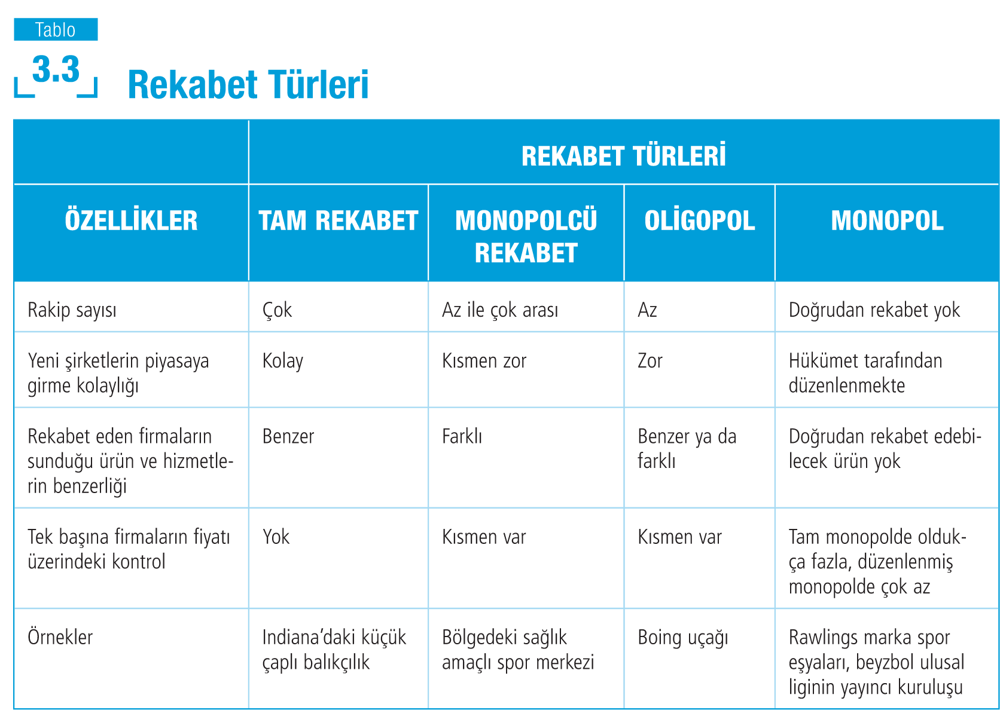 Tablo
3.3
Rekabet Türleri
REKABET TÜRLERİ
ÖZELLİKLER
TAM REKABET
MONOPOLCÜ
REKABET
OLİGOPOL
MONOPOL
Rakip sayısı
Çok
Az ile çok arası
Az
Doğrudan rekabet yok
Yeni şirketlerin piyasaya
girme kolaylığı
Kolay
Kısmen zor
Zor
Hükümet tarafından
düzenlenmekte
Rekabet eden firmaların
sunduğu ürün ve hizmetle-
rin benzerliği
Benzer
Farklı
Benzer ya da
farklı
Doğrudan rekabet edebi-
lecek ürün yok
Tek başına firmaların fiyatı
üzerindeki kontrol
Yok
Kısmen var
Kısmen var
Tam monopolde olduk-
ça fazla, düzenlenmiş
monopolde çok az
Örnekler
Indiana’daki küçük
çaplı balıkçılık
Bölgedeki sağlık
amaçlı spor merkezi
Boing uçağı
Rawlings marka spor
eşyaları, beyzbol ulusal
liginin yayıncı kuruluşu